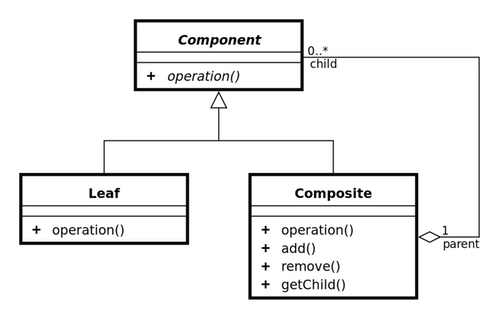 Component
+ operation()
0..*
child
Leaf
+ operation()
Composite
+ operation()
+ add()
+ remove()
+ getChild()
1
parent